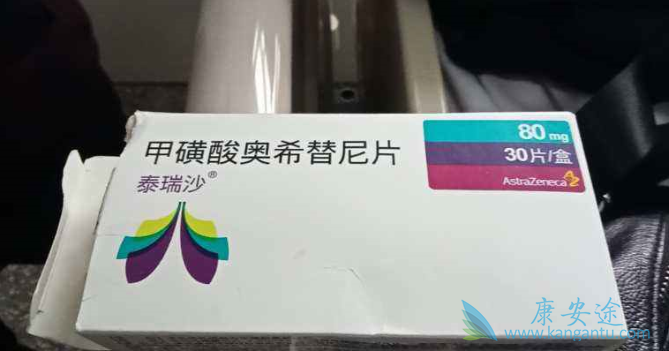 甲磺酸奥希替尼片
泰瑞沙®
80 mg
30片/盒
AstraZeneca
康安途
www.kangantu.com